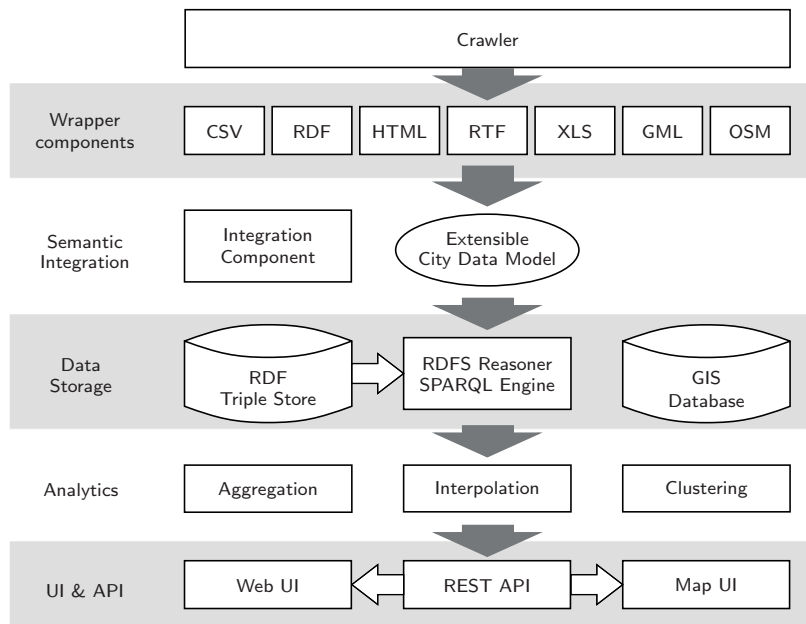 Crawler
Wrapper
components
CSV
RDF
HTML
RTF
XLS
GML
OSM
Semantic
Integration
Integration
Component
Extensible
City Data Model
Data
Storage
RDF
Triple Store
RDFS Reasoner
SPARQL Engine
GIS
Database
Analytics
Aggregation
Interpolation
Clustering
UI & API
Web UI
REST API
Map UI